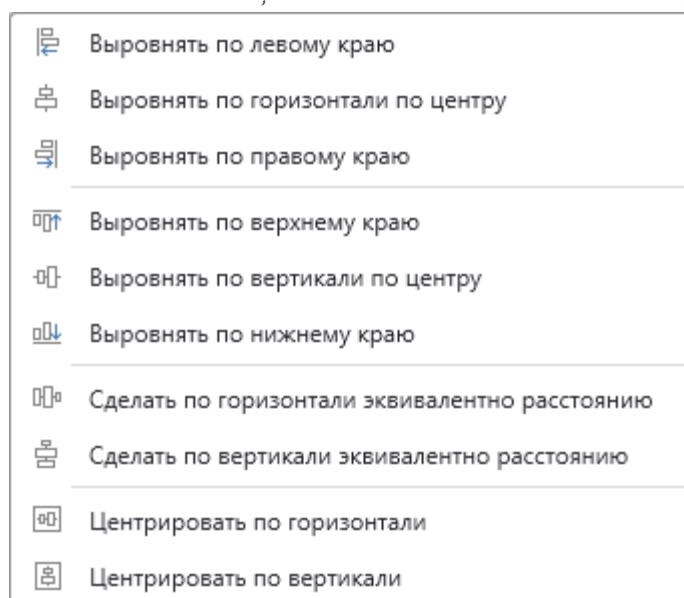 Выровнять по левому краю
Выровнять по горизонтали по центру
Выровнять по правому краю
Выровнять по верхнему краю
Выровнять по вертикали по центру
Выровнять по нижнему краю
Сделать по горизонтали эквивалентно расстоянию
Сделать по вертикали эквивалентно расстоянию
Центрировать по горизонтали
Центрировать по вертикали